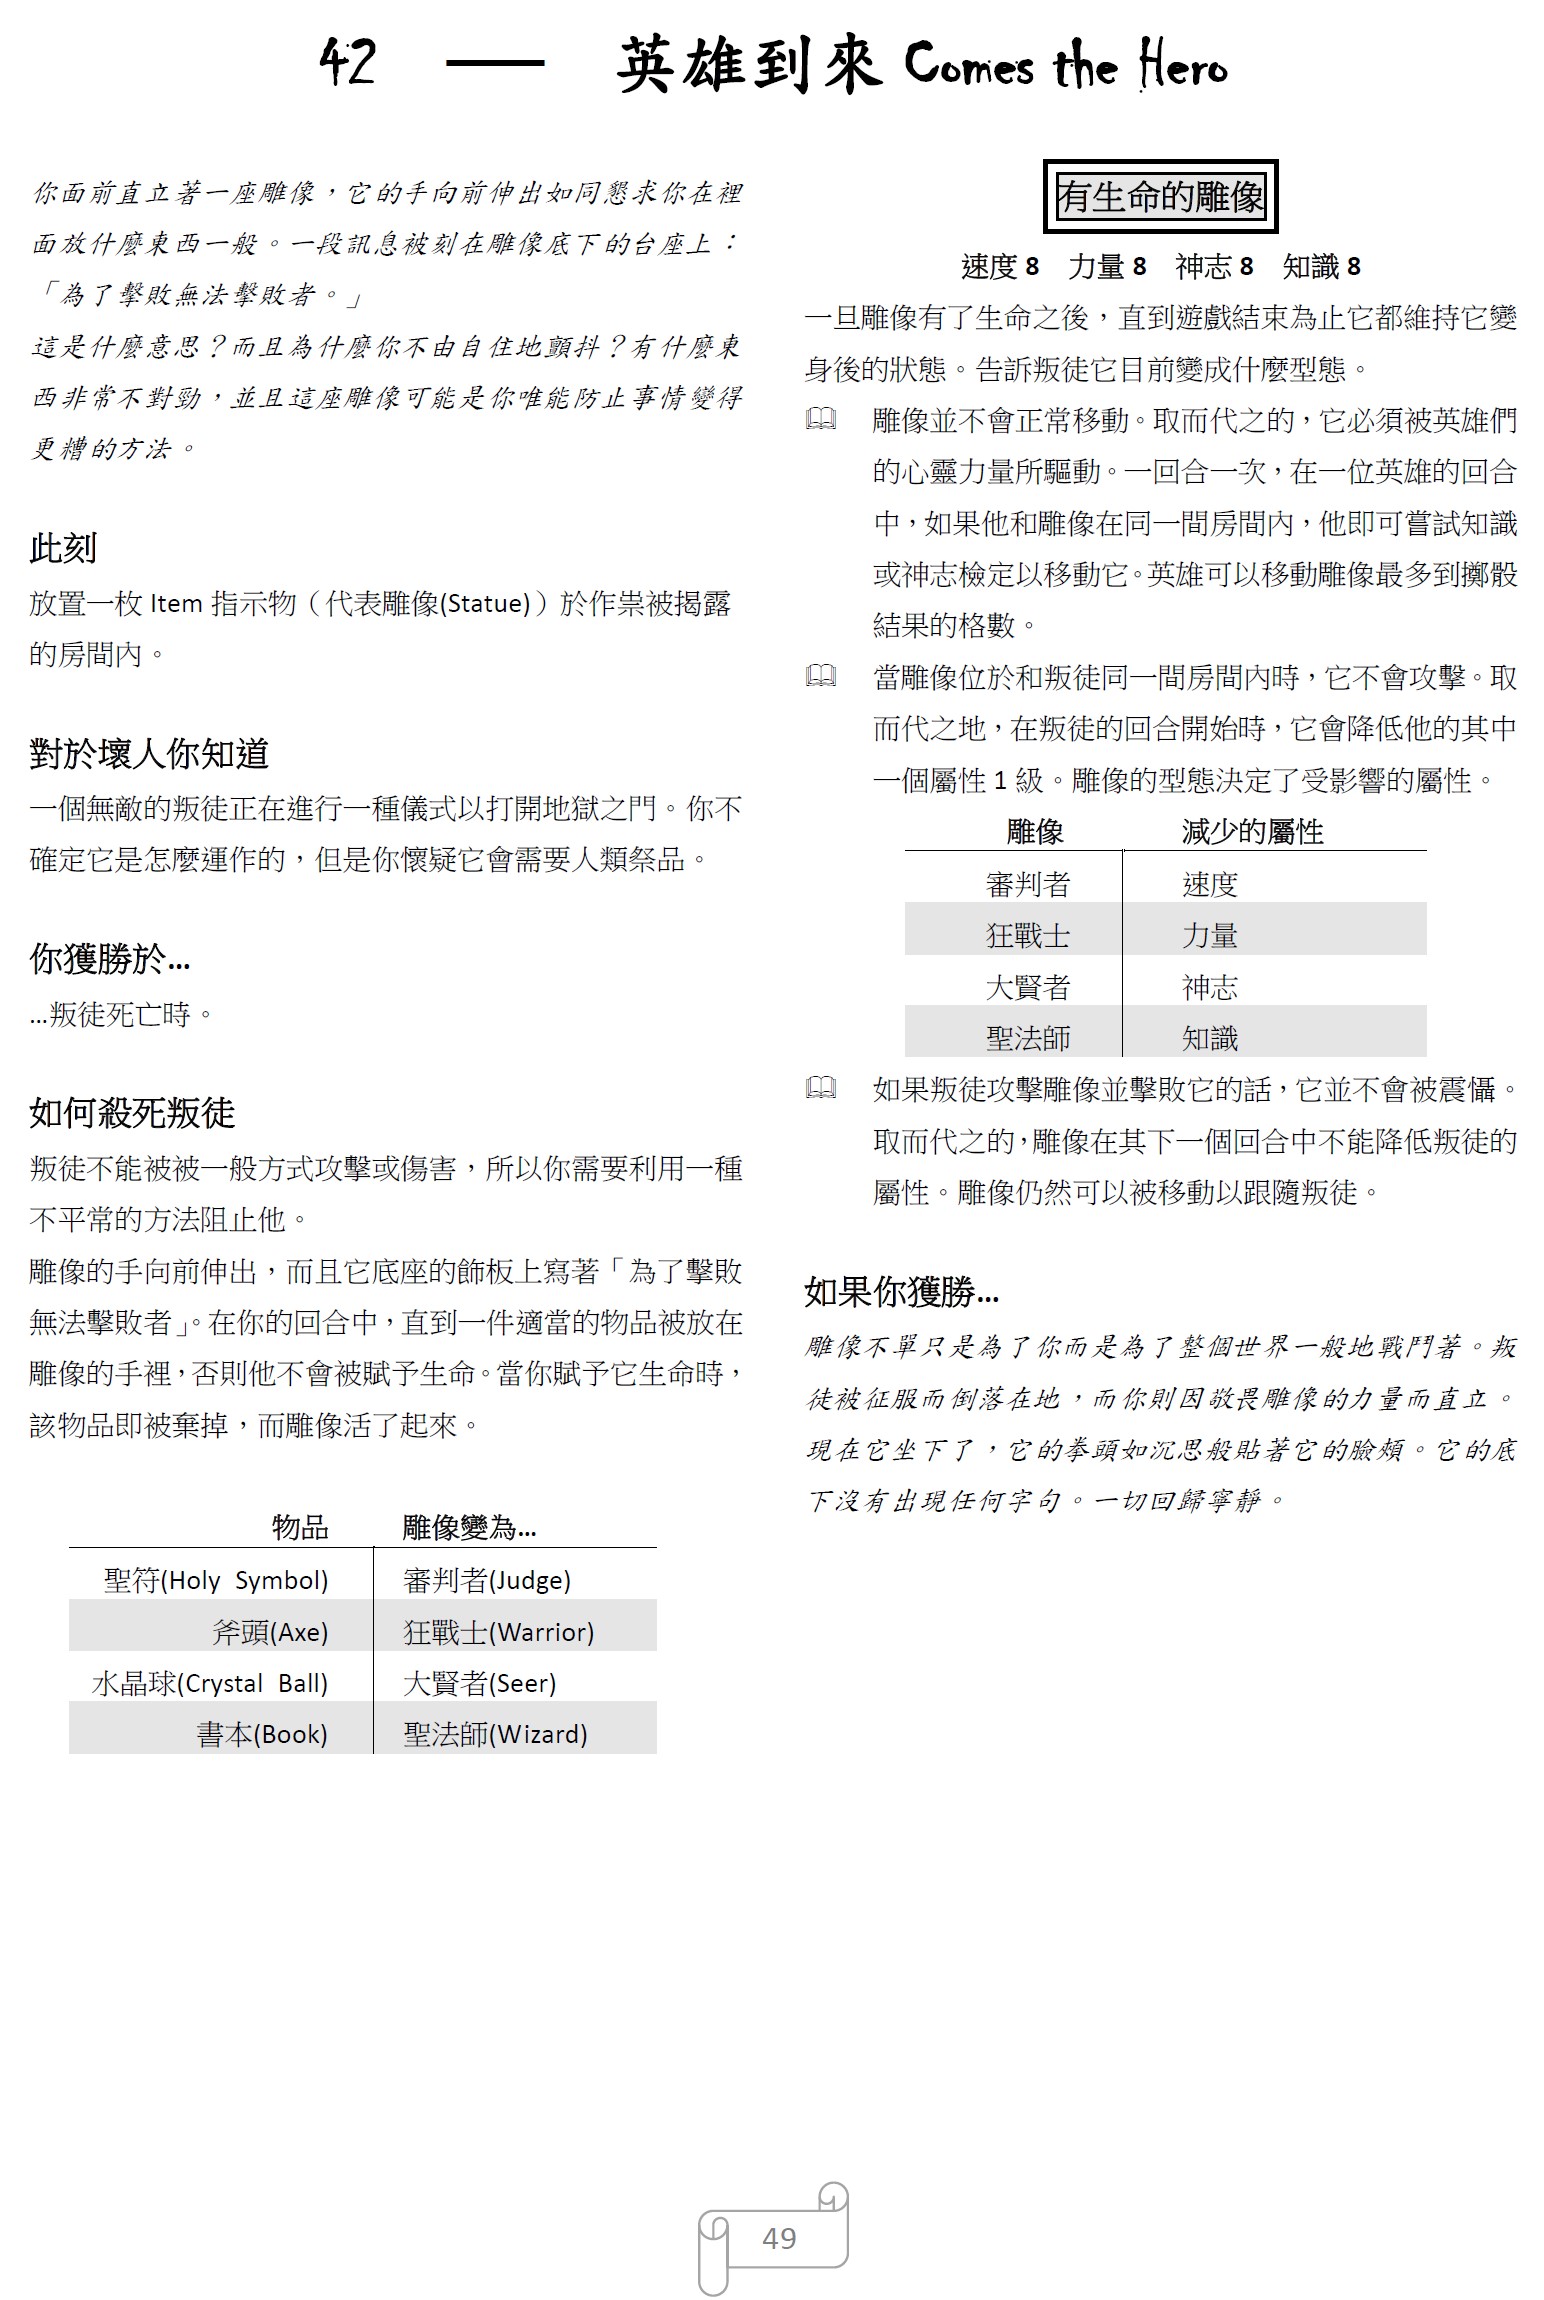 42 — 英雄到來 Comes the Hero
你面前直立著一座雕像，它的手向前伸出如同懇求你在裡
面放什麼東西一般。一段訊息被刻在雕像底下的台座上：
「為了擊敗無法擊敗者。」
這是什麼意思？而且為什麼你不由自住地顫抖？有什麼東
西非常不對勁，並且這座雕像可能是你唯能防止事情變得
更糟的方法。
此刻
放置一枚 Item 指示物（代表雕像(Statue)）於作祟被揭露
的房間內。
對於壞人你知道
一個無敵的叛徒正在進行一種儀式以打開地獄之門。你不
確定它是怎麼運作的，但是你懷疑它會需要人類祭品。
你獲勝於…
…叛徒死亡時。
如何殺死叛徒
叛徒不能被被一般方式攻擊或傷害，所以你需要利用一種
不平常的方法阻止他。
雕像的手向前伸出，而且它底座的飾板上寫著「為了擊敗
無法擊敗者」。在你的回合中，直到一件適當的物品被放在
雕像的手裡，否則他不會被賦予生命。當你賦予它生命時，
該物品即被棄掉，而雕像活了起來。
物品 雕像變為…
聖符(Holy Symbol) 審判者(Judge)
斧頭(Axe) 狂戰士(Warrior)
水晶球(Crystal Ball) 大賢者(Seer)
書本(Book) 聖法師(Wizard)
有生命的雕像
速度 8 力量 8 神志 8 知識 8
一旦雕像有了生命之後，直到遊戲結束為止它都維持它變
身後的狀態。告訴叛徒它目前變成什麼型態。
雕像並不會正常移動。取而代之的，它必須被英雄們
的心靈力量所驅動。一回合一次，在一位英雄的回合
中，如果他和雕像在同一間房間內，他即可嘗試知識
或神志檢定以移動它。英雄可以移動雕像最多到擲骰
結果的格數。
當雕像位於和叛徒同一間房間內時，它不會攻擊。取
而代之地，在叛徒的回合開始時，它會降低他的其中
一個屬性 1 級。雕像的型態決定了受影響的屬性。
雕像 減少的屬性
審判者 速度
狂戰士 力量
大賢者 神志
聖法師 知識
如果叛徒攻擊雕像並擊敗它的話，它並不會被震懾。
取而代之的，雕像在其下一個回合中不能降低叛徒的
屬性。雕像仍然可以被移動以跟隨叛徒。
如果你獲勝…
雕像不單只是為了你而是為了整個世界一般地戰鬥著。叛
徒被征服而倒落在地，而你則因敬畏雕像的力量而直立。
現在它坐下了，它的拳頭如沉思般貼著它的臉頰。它的底
下沒有出現任何字句。一切回歸寧靜。
49